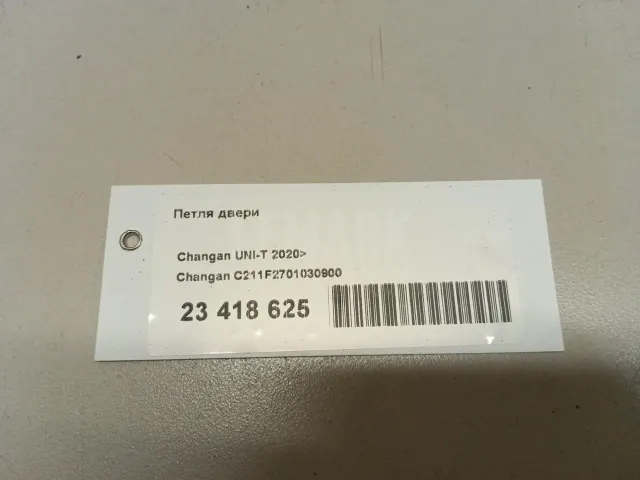 Петля двери
Changan UNI-T 2020>
Changan C211F2701030900
23 418 625